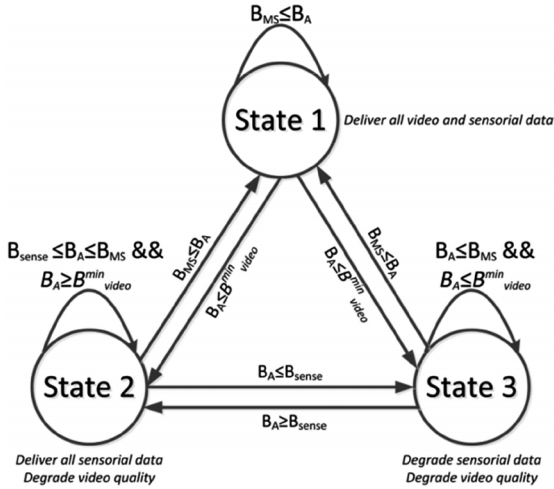 B_MS≤B_A
State 1
Deliver all video and sensorial data
B_MS≤B_A
B_A≤B^min_video
B_A≤B^min_video
B_MS≤B_A
B_sense ≤B_A≤B_MS &&
B_A≥B^min_video
B_A≤B_MS &&
B_A≤B^min_video
State 2
B_A≤B_sense
B_A≥B_sense
State 3
Deliver all sensorial data
Degrade video quality
Degrade sensorial data
Degrade video quality